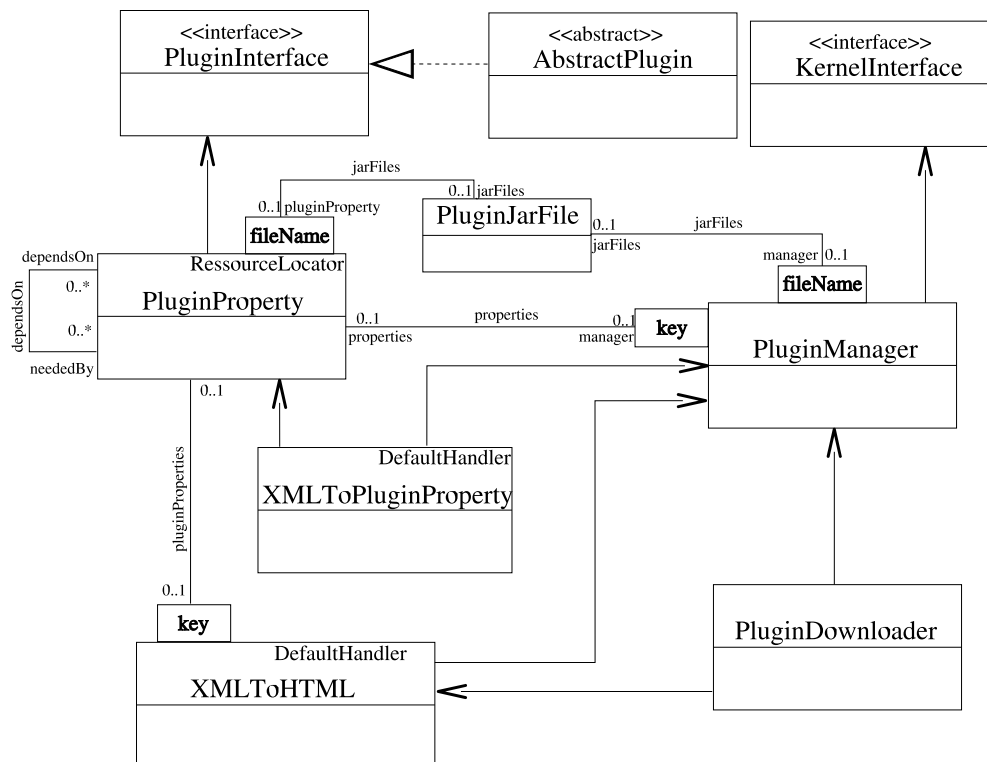 <<interface>>
PluginInterface
<<abstract>>
AbstractPlugin
<<interface>>
KernelInterface
jarFiles
0..1 pluginProperty
0..1 jarFiles
PluginJarFile
0..1
jarFiles
jarFiles
manager 0..1
fileName
fileName
dependsOn
RessourceLocator
PluginProperty
0..*
dependsOn
0..*
neededBy
0..1
properties
properties
0..1
manager
key
PluginManager
0..1
DefaultHandler
XMLToPluginProperty
pluginProperties
0..1
key
DefaultHandler
XMLToHTML
PluginDownloader